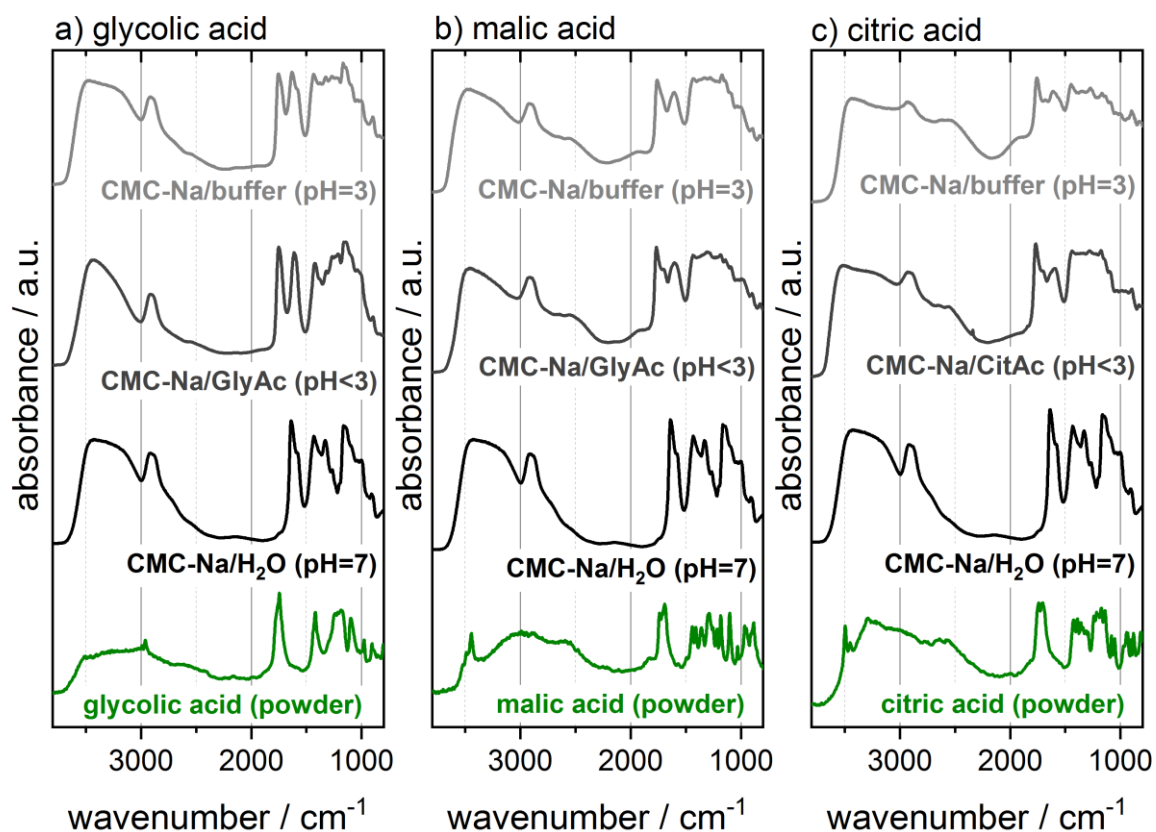 a) glycolic acid
b) malic acid
c) citric acid
absorbance / a.u.
CMC-Na/buffer (pH=3)
CMC-Na/GlyAc (pH<3)
CMC-Na/H₂O (pH=7)
glycolic acid (powder)
3000 2000 1000
wavenumber / cm⁻¹
absorbance / a.u.
CMC-Na/buffer (pH=3)
CMC-Na/GlyAc (pH<3)
CMC-Na/H₂O (pH=7)
malic acid (powder)
3000 2000 1000
wavenumber / cm⁻¹
absorbance / a.u.
CMC-Na/buffer (pH=3)
CMC-Na/CitAc (pH<3)
CMC-Na/H₂O (pH=7)
citric acid (powder)
3000 2000 1000
wavenumber / cm⁻¹